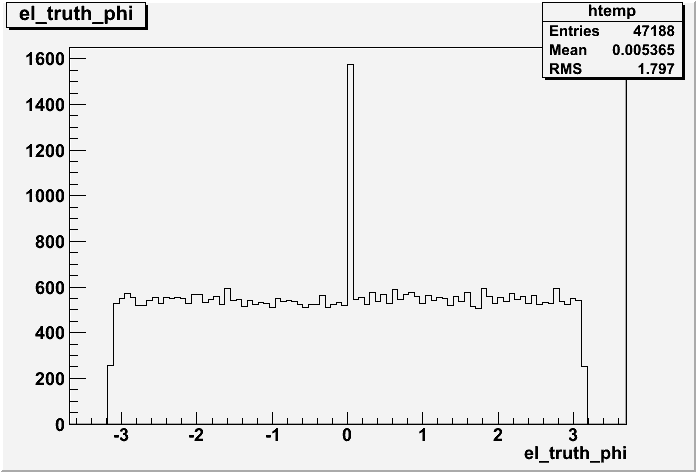 el_truth_phi
htemp
Entries 47188
Mean 0.005365
RMS 1.797
1600
1400
1200
1000
800
600
400
200
0
-3 -2 -1 0 1 2 3
el_truth_phi